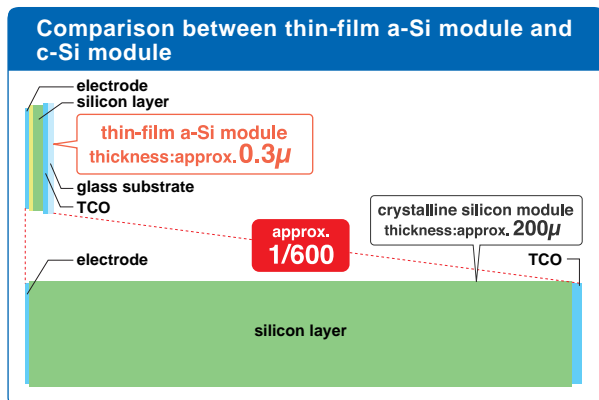 Comparison between thin-film a-Si module and
c-Si module
electrode
silicon layer
thin-film a-Si module
thickness:approx. 0.3μ
glass substrate
TCO
crystalline silicon module
thickness:approx. 200μ
approx.
1/600
electrode
TCO
silicon layer